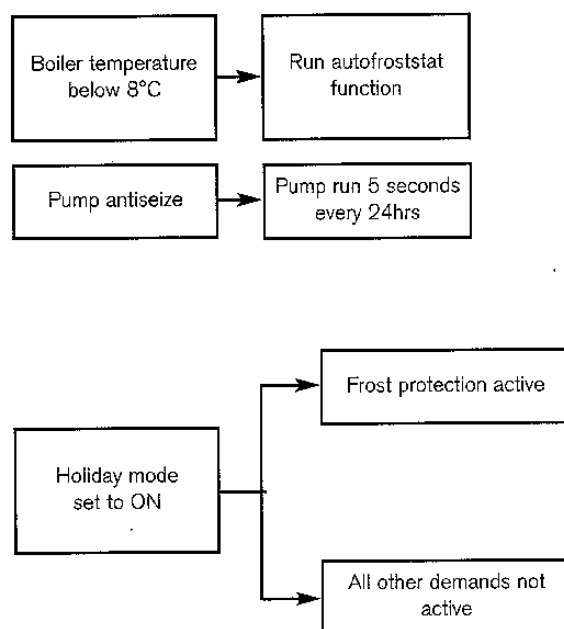 Boiler temperature
below 8°C
Run autofroststat
function
Pump antiseize
Pump run 5 seconds
every 24hrs
Frost protection active
Holiday mode
set to ON
All other demands not
active